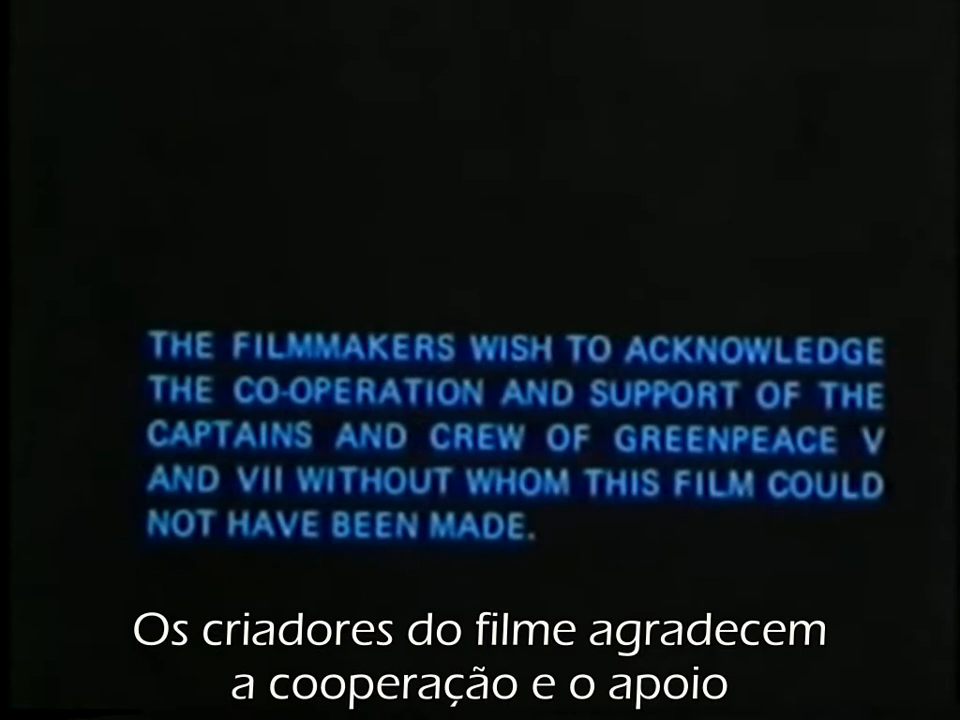 THE FILMMAKERS WISH TO ACKNOWLEDGE
THE CO-OPERATION AND SUPPORT OF THE
CAPTAINS AND CREW OF GREENPEACE V
AND VII WITHOUT WHOM THIS FILM COULD
NOT HAVE BEEN MADE.
Os criadores do filme agradecem
a cooperação e o apoio